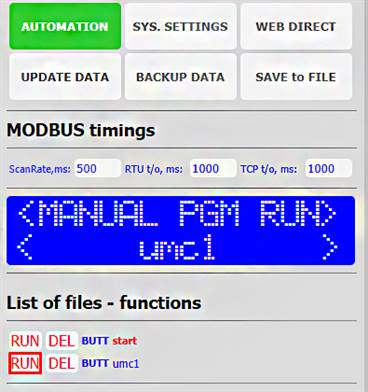 AUTOMATION SYS. SETTINGS WEB DIRECT
UPDATE DATA BACKUP DATA SAVE to FILE
MODBUS timings
ScanRate,ms: 500 RTU t/o, ms: 1000 TCP t/o, ms: 1000
<MANUAL PGM RUN>
< umc1 >
List of files - functions
RUN DEL BUTT start
RUN DEL BUTT umc1